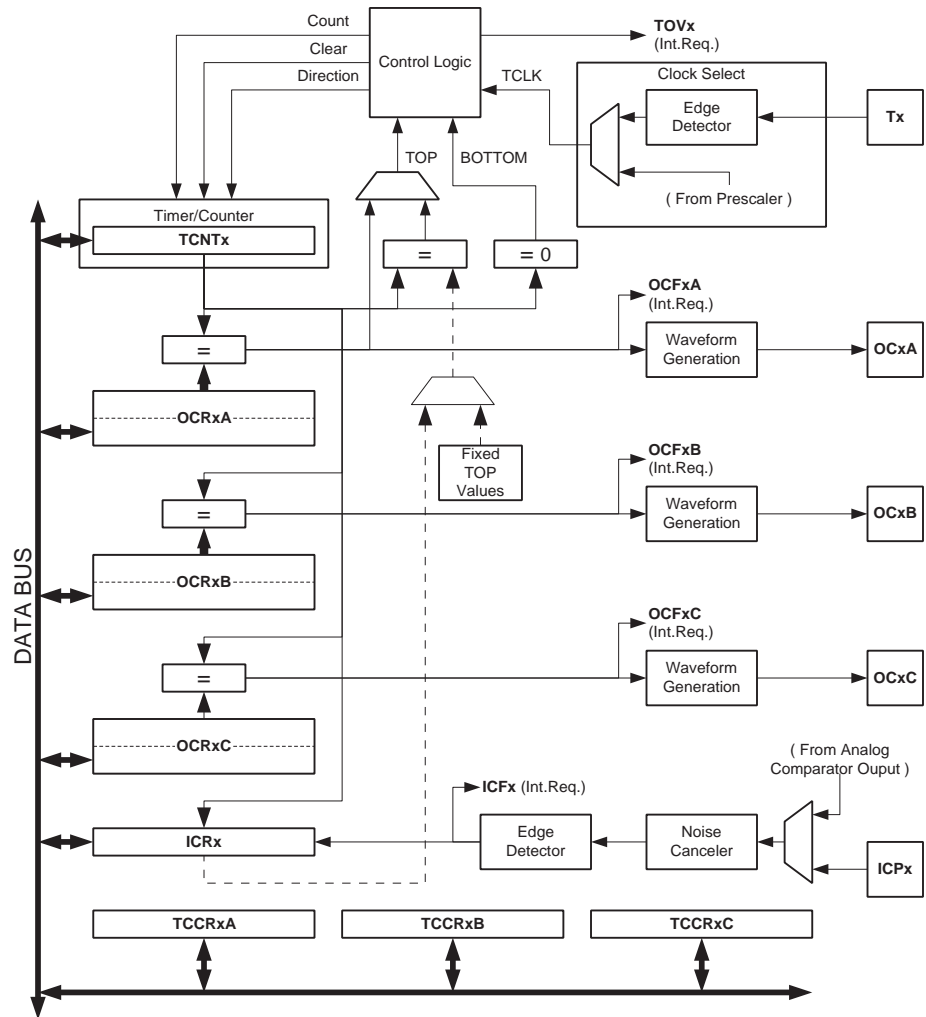 Count
Clear
Direction
Control Logic
TOVx
(Int.Req.)
TCLK
Clock Select
Edge
Detector
Tx
( From Prescaler )
TOP
BOTTOM
Timer/Counter
TCNTx
=
= 0
=
OCRxA
OCFxA
(Int.Req.)
Waveform
Generation
OCxA
Fixed
TOP
Values
=
OCRxB
OCFxB
(Int.Req.)
Waveform
Generation
OCxB
DATA BUS
=
OCRxC
OCFxC
(Int.Req.)
Waveform
Generation
OCxC
( From Analog
Comparator Ouput )
ICFx (Int.Req.)
ICRx
Edge
Detector
Noise
Canceler
ICPx
TCCRxA
TCCRxB
TCCRxC